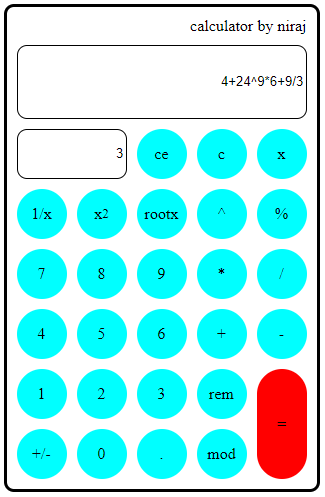 calculator by niraj
4+24^9*6+9/3
3 ce c x
1/x x2 rootx ^ %
7 8 9 * /
4 5 6 + -
1 2 3 rem
=
+/- 0 . mod